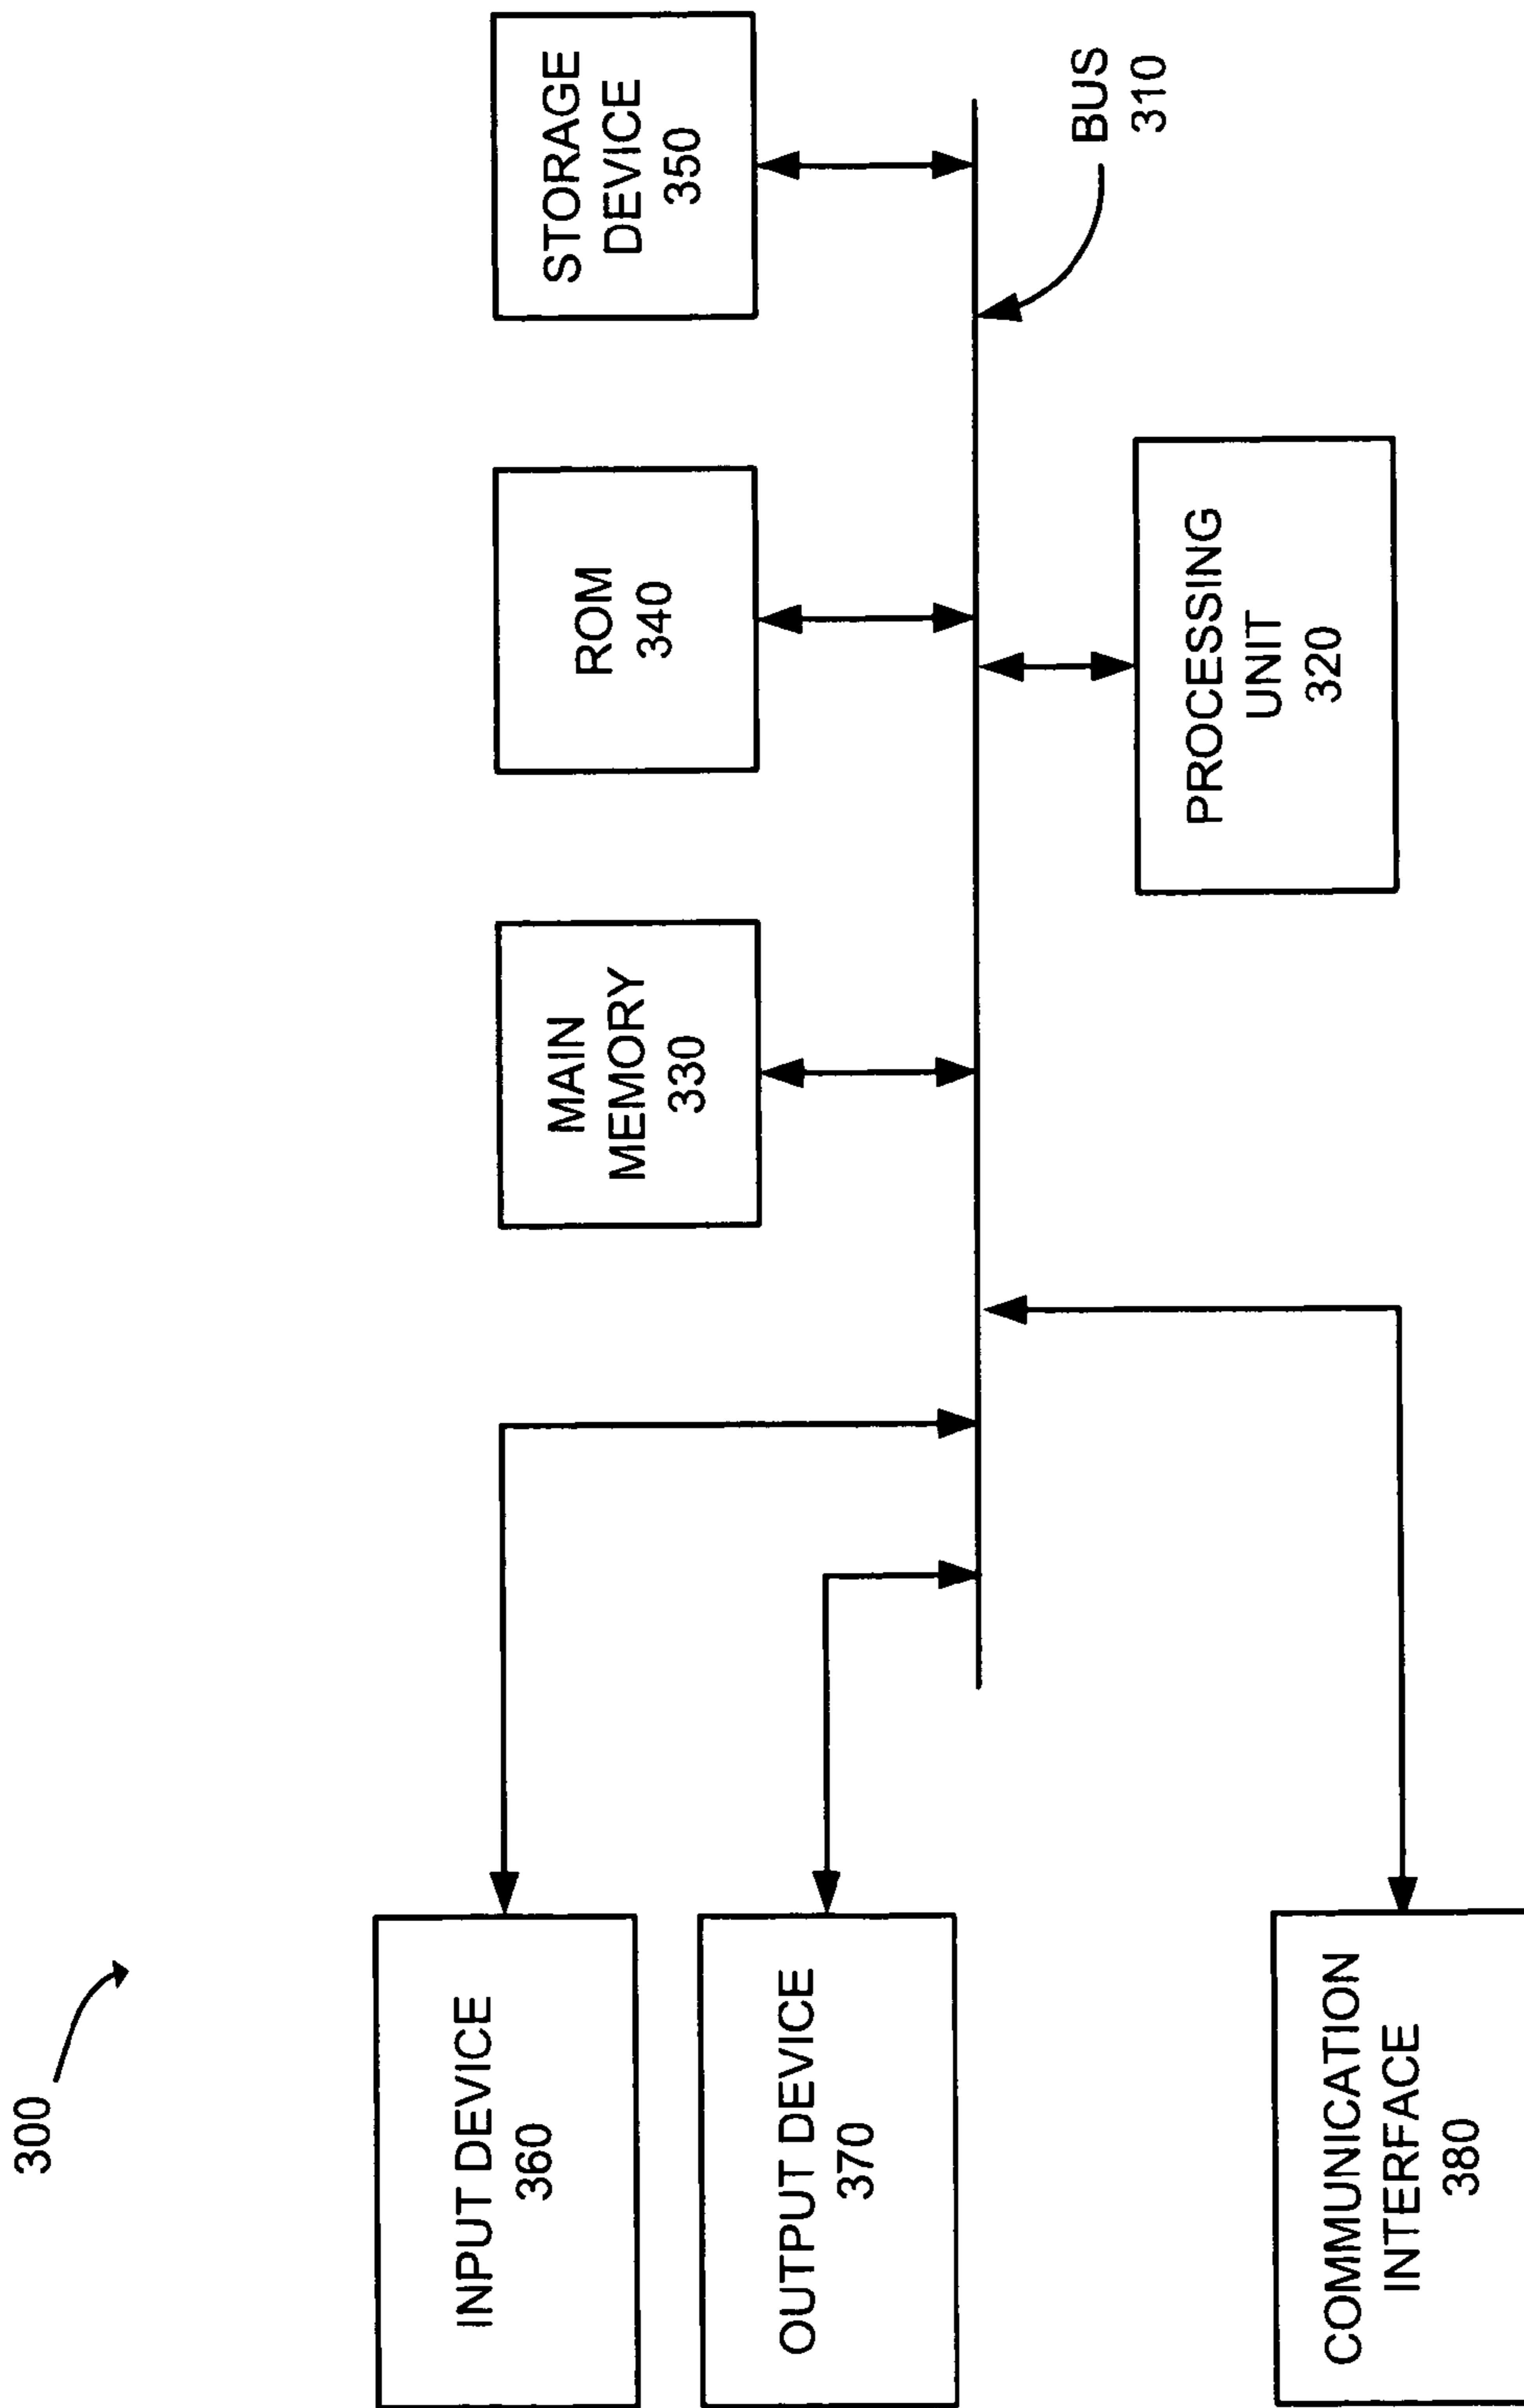 300
MAIN
MEMORY
330
ROM
340
STORAGE
DEVICE
350
INPUT DEVICE
360
OUTPUT DEVICE
370
BUS
310
PROCESSING
UNIT
320
COMMUNICATION
INTERFACE
380